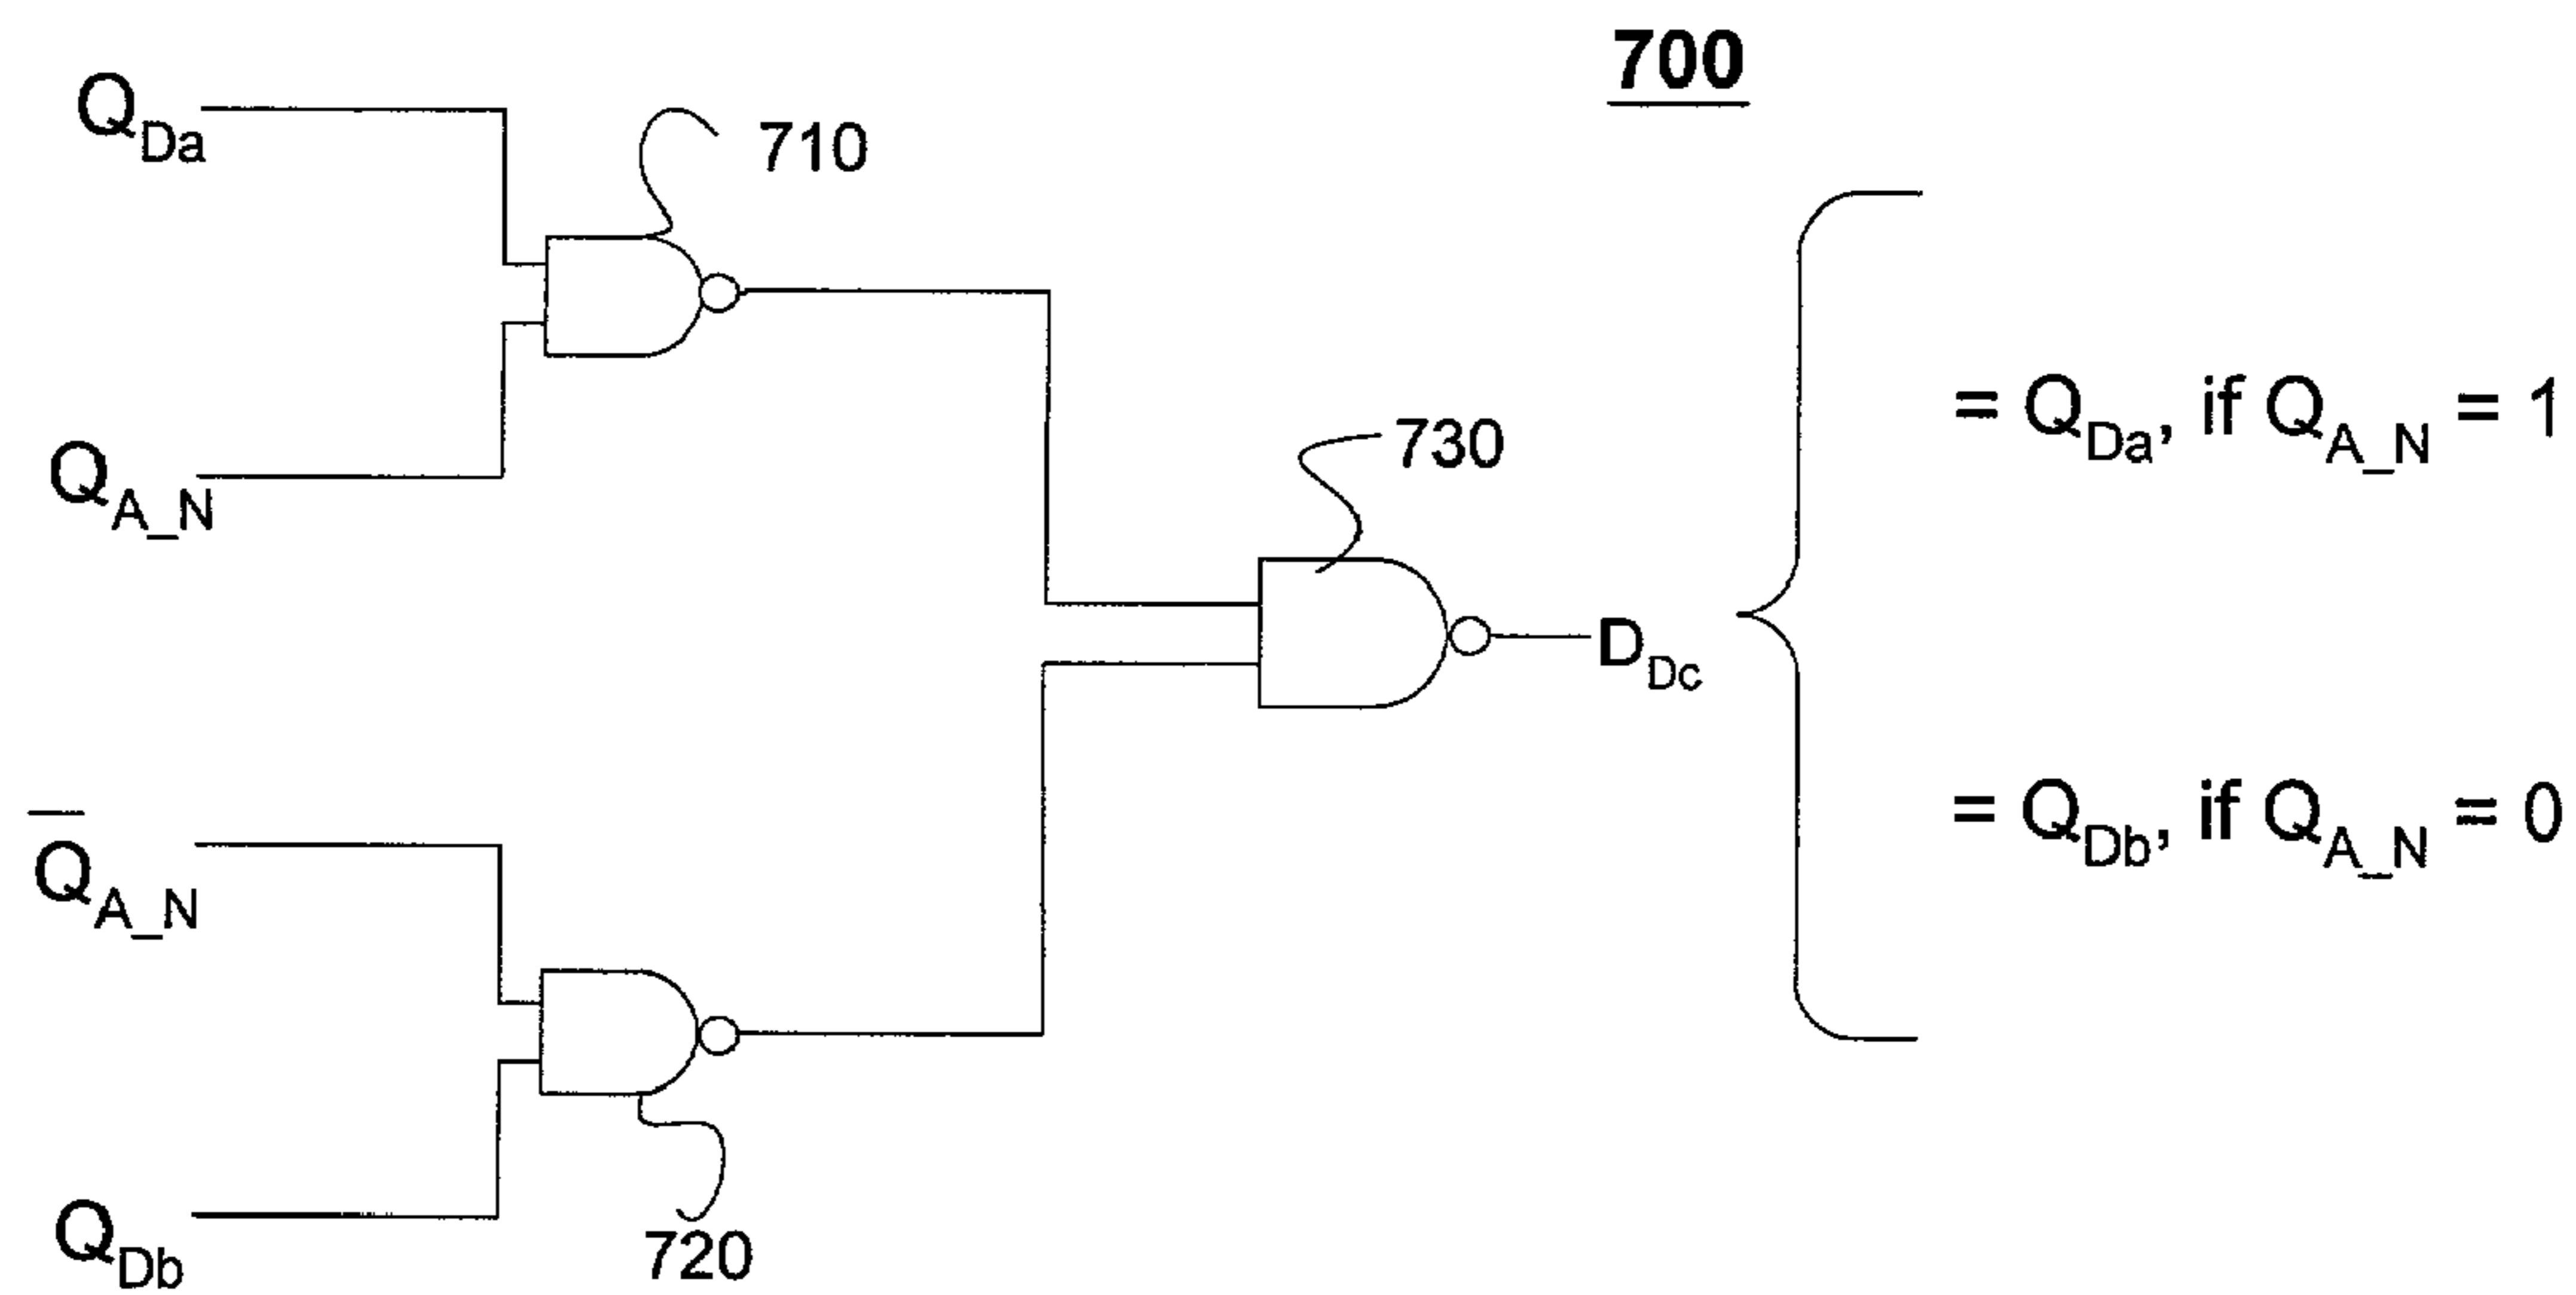 700
Q_Da
710
Q_A_N
730
= Q_Da, if Q_A_N = 1
D_Dc
Q̅_A_N
= Q_Db, if Q_A_N = 0
Q_Db
720